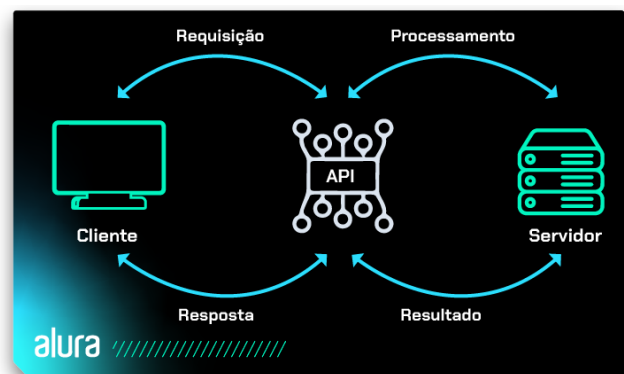 Requisição
Processamento
API
Cliente
Servidor
Resposta
Resultado
alura